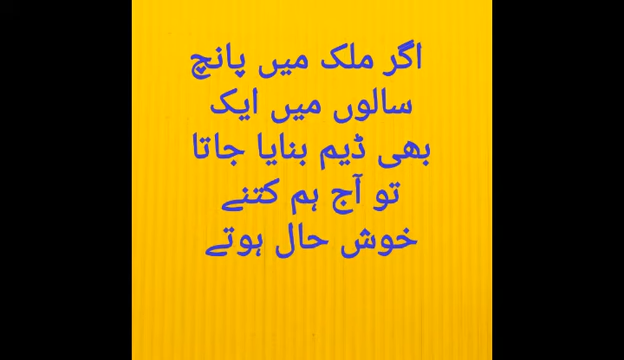 اگر ملک میں پانچ
سالوں میں ایک
بھی ڈیم بنایا جاتا
تو آج ہم کتنے
خوش حال ہوتے